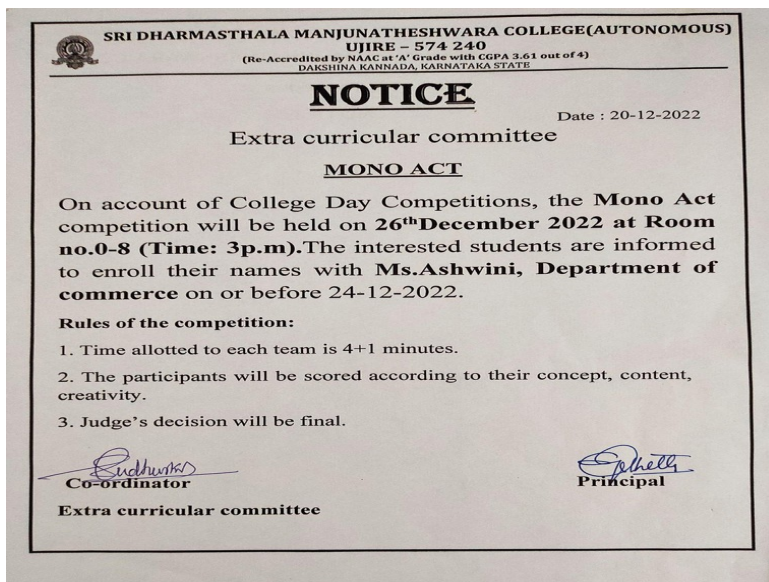 SRI DHARMASTHALA MANJUNATHESHWARA COLLEGE(AUTONOMOUS)
UJIRE – 574 240
(Re-Accredited by NAAC at 'A' Grade with CGPA 3.61 out of 4)
DAKSHINA KANNADA, KARNATAKA STATE
NOTICE
Date : 20-12-2022
Extra curricular committee
MONO ACT
On account of College Day Competitions, the Mono Act
competition will be held on 26thDecember 2022 at Room
no.0-8 (Time: 3p.m).The interested students are informed
to enroll their names with Ms.Ashwini, Department of
commerce on or before 24-12-2022.
Rules of the competition:
1. Time allotted to each team is 4+1 minutes.
2. The participants will be scored according to their concept, content,
creativity.
3. Judge's decision will be final.
Co-ordinator
Principal
Extra curricular committee